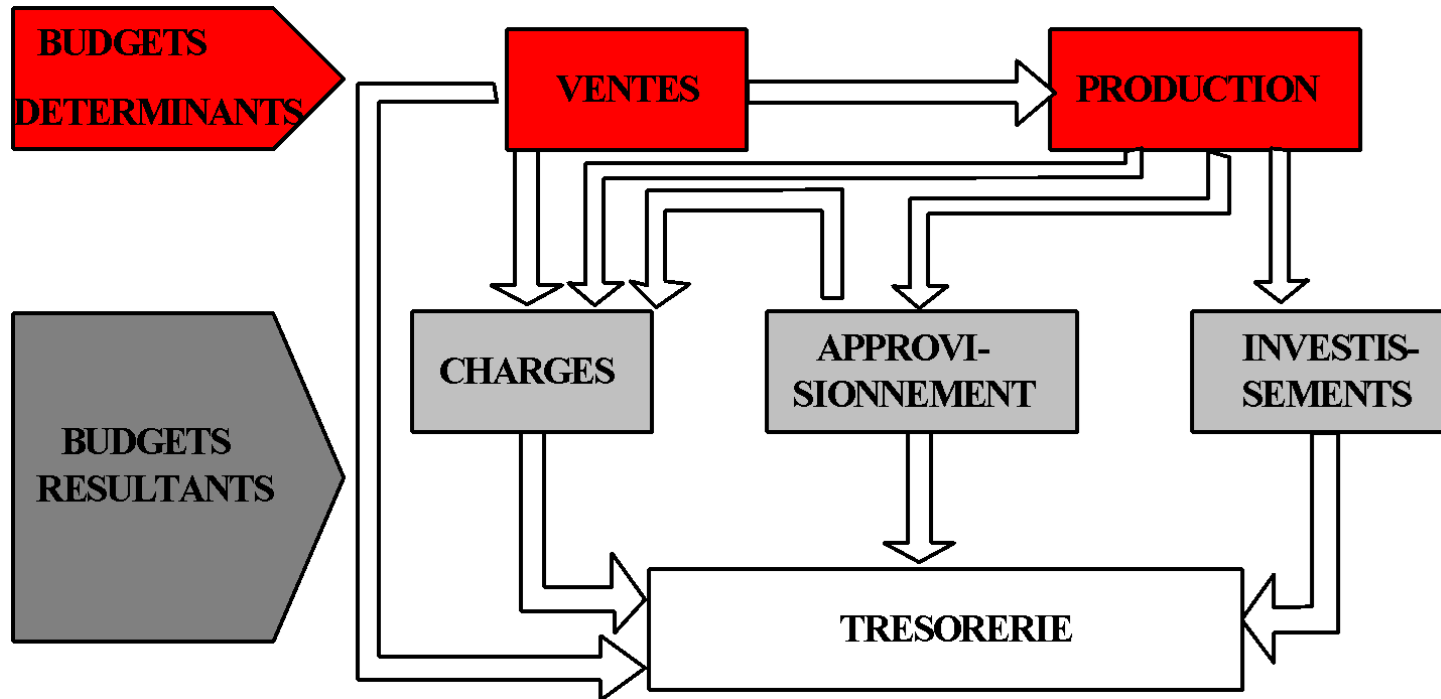 BUDGETS
DETERMINANTS
VENTES
PRODUCTION
CHARGES
APPROVI-
SIONNEMENT
INVESTIS-
SEMENTS
BUDGETS
RESULTANTS
TRESORERIE